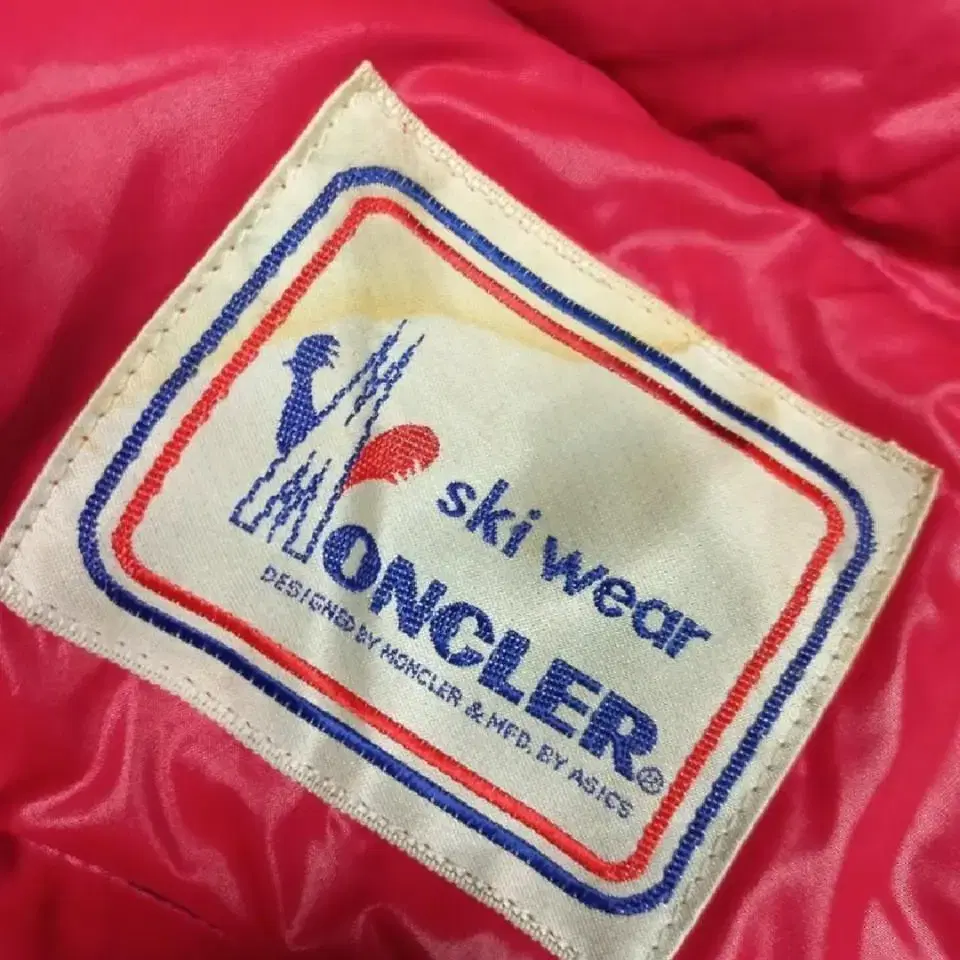 ski wear
MONCLER®
DESIGNED BY MONCLER & MFD. BY ASICS